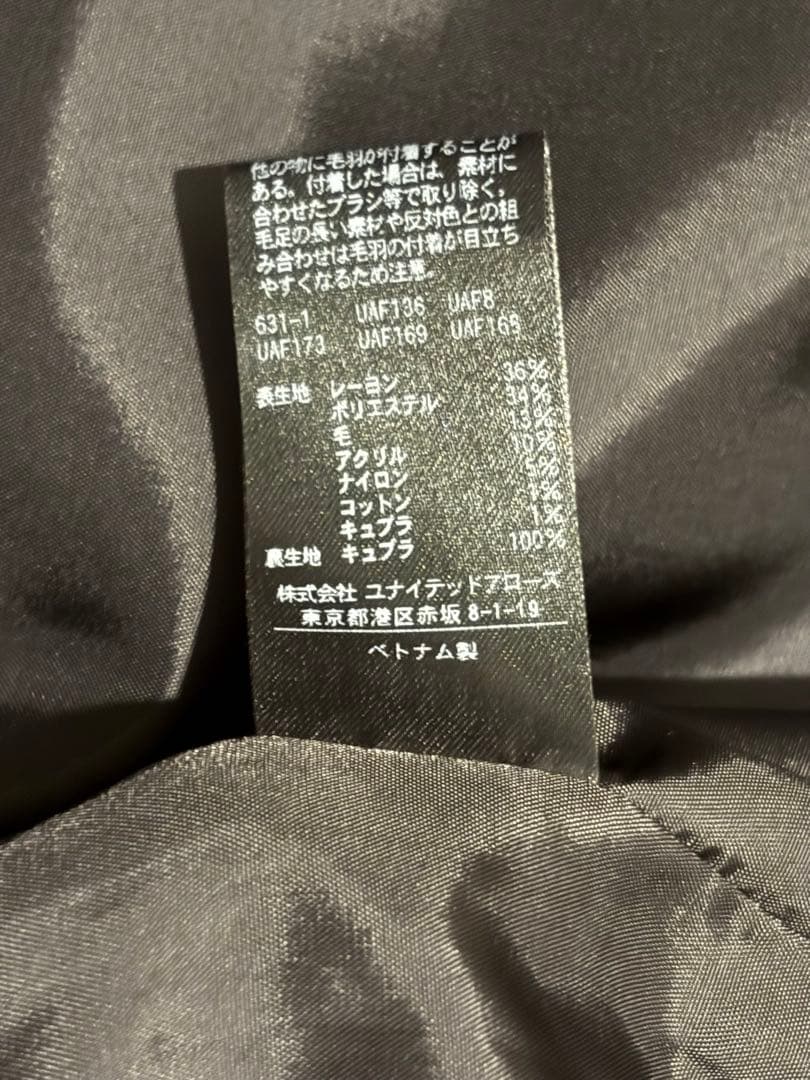 他の物に毛羽が付着することが
ある。付着した場合は、素材に
合わせたブラシ等で取り除く。
毛足の長い素材や反対色との組
み合わせは毛羽の付着が目立ち
やすくなるため注意。
631-1 UAF136 UAF8
UAF173 UAF169 UAF168
表生地 レーヨン 36%
ポリエステル 34%
毛 13%
アクリル 10%
ナイロン 5%
コットン 1%
キュプラ 1%
裏生地 キュプラ 100%
株式会社 ユナイテッドアローズ
東京都港区赤坂 8-1-19
ベトナム製